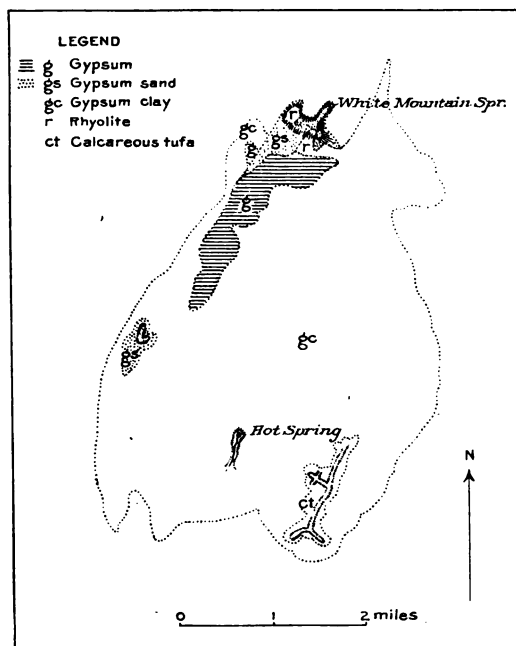 LEGEND
g Gypsum
gs Gypsum sand
gc Gypsum clay
r Rhyolite
ct Calcareous tufa
White Mountain Spr.
r
gc
gs
r
g
g
gc
gs
Hot Spring
ct
N
0 1 2 miles